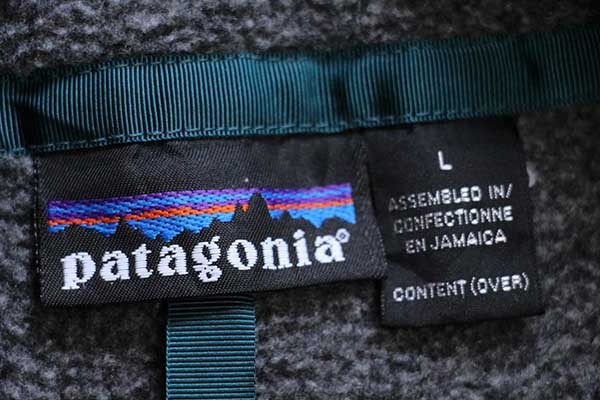 patagonia®
L
ASSEMBLED IN/
CONFECTIONNE
EN JAMAICA
CONTENT (OVER)